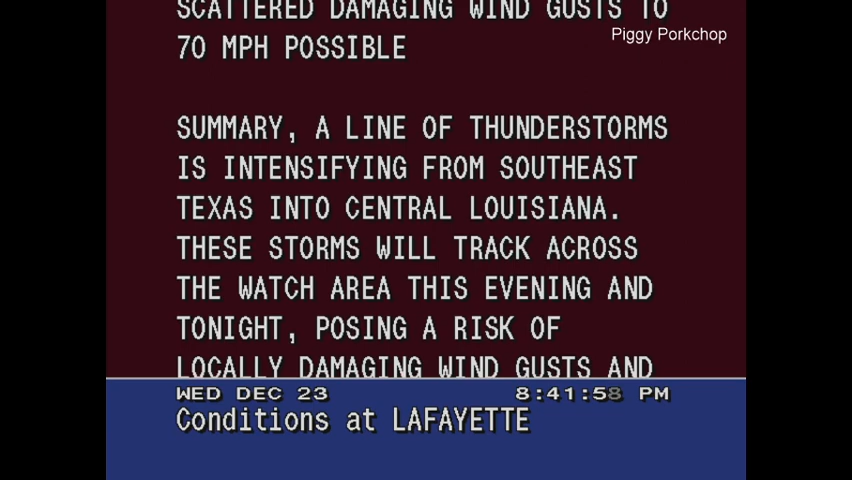 SCATTERED DAMAGING WIND GUSTS TO
70 MPH POSSIBLE
Piggy Porkchop
SUMMARY, A LINE OF THUNDERSTORMS
IS INTENSIFYING FROM SOUTHEAST
TEXAS INTO CENTRAL LOUISIANA.
THESE STORMS WILL TRACK ACROSS
THE WATCH AREA THIS EVENING AND
TONIGHT, POSING A RISK OF
LOCALLY DAMAGING WIND GUSTS AND
WED DEC 23 8:41:58 PM
Conditions at LAFAYETTE